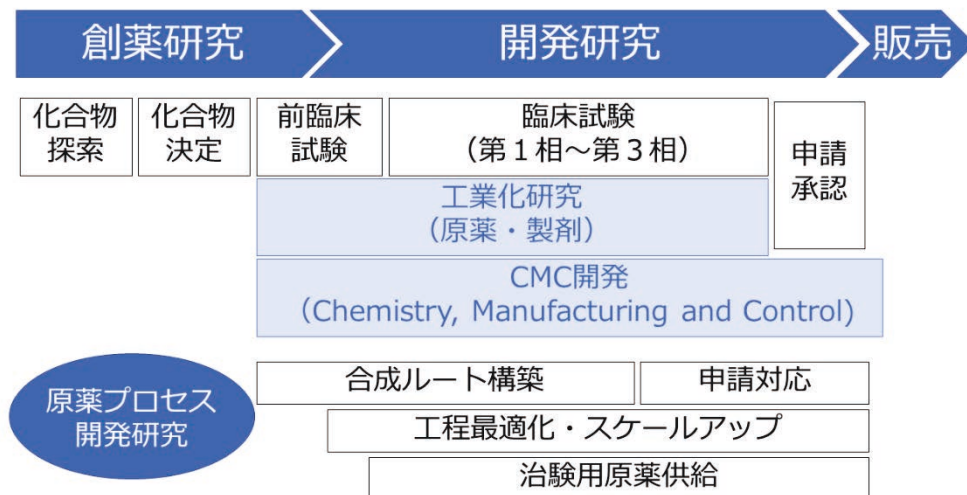 創薬研究
開発研究
販売
化合物
探索
化合物
決定
前臨床
試験
臨床試験
（第１相～第３相）
申請
承認
工業化研究
（原薬・製剤）
CMC開発
（Chemistry, Manufacturing and Control)
原薬プロセス
開発研究
合成ルート構築
申請対応
工程最適化・スケールアップ
治験用原薬供給